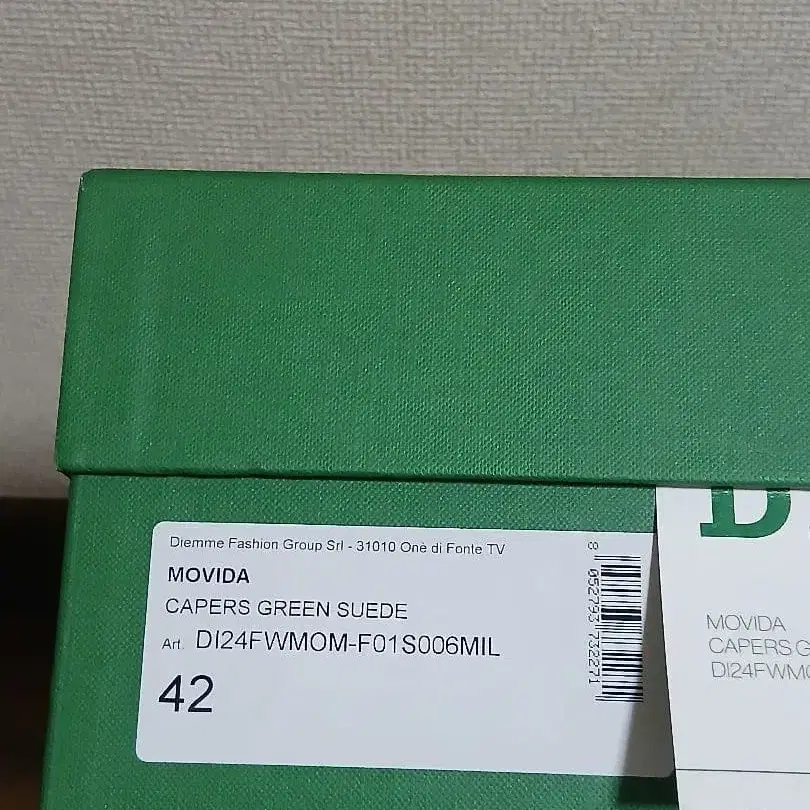 Diemme Fashion Group Srl - 31010 Onè di Fonte TV
MOVIDA
CAPERS GREEN SUEDE
Art. DI24FWMOM-F01S006MIL
42
8 052793 732271
D
MOVIDA
CAPERS G
DI24FWMO